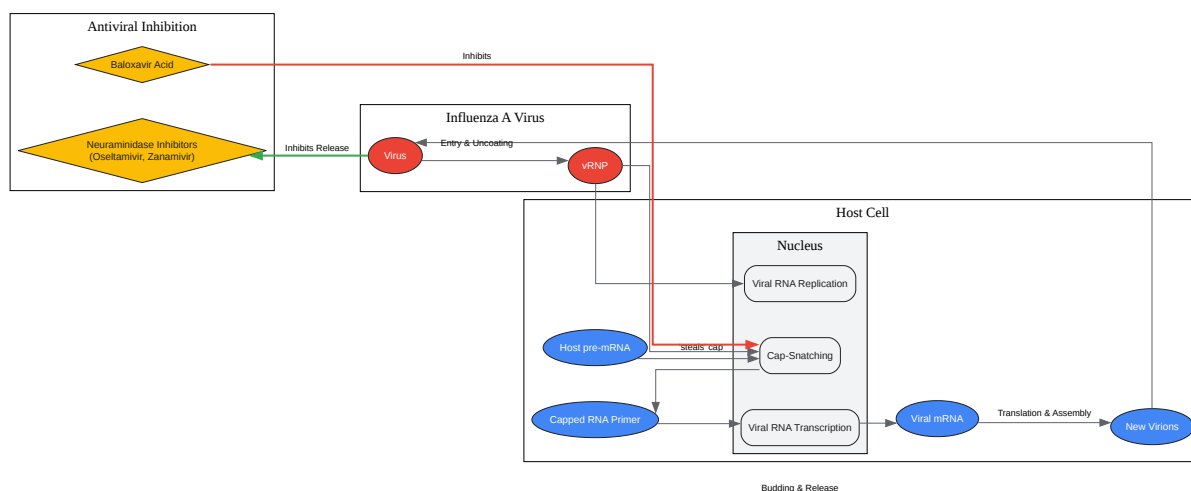 Antiviral Inhibition
Baloxavir Acid
Inhibits
Neuraminidase Inhibitors
(Oseltamivir, Zanamivir)
Inhibits Release
Influenza A Virus
Virus
Entry & Uncoating
vRNP
Host Cell
Nucleus
Viral RNA Replication
Host pre-mRNA
'steals' cap
Cap-Snatching
Capped RNA Primer
Viral RNA Transcription
Viral mRNA
Translation & Assembly
New Virions
Budding & Release